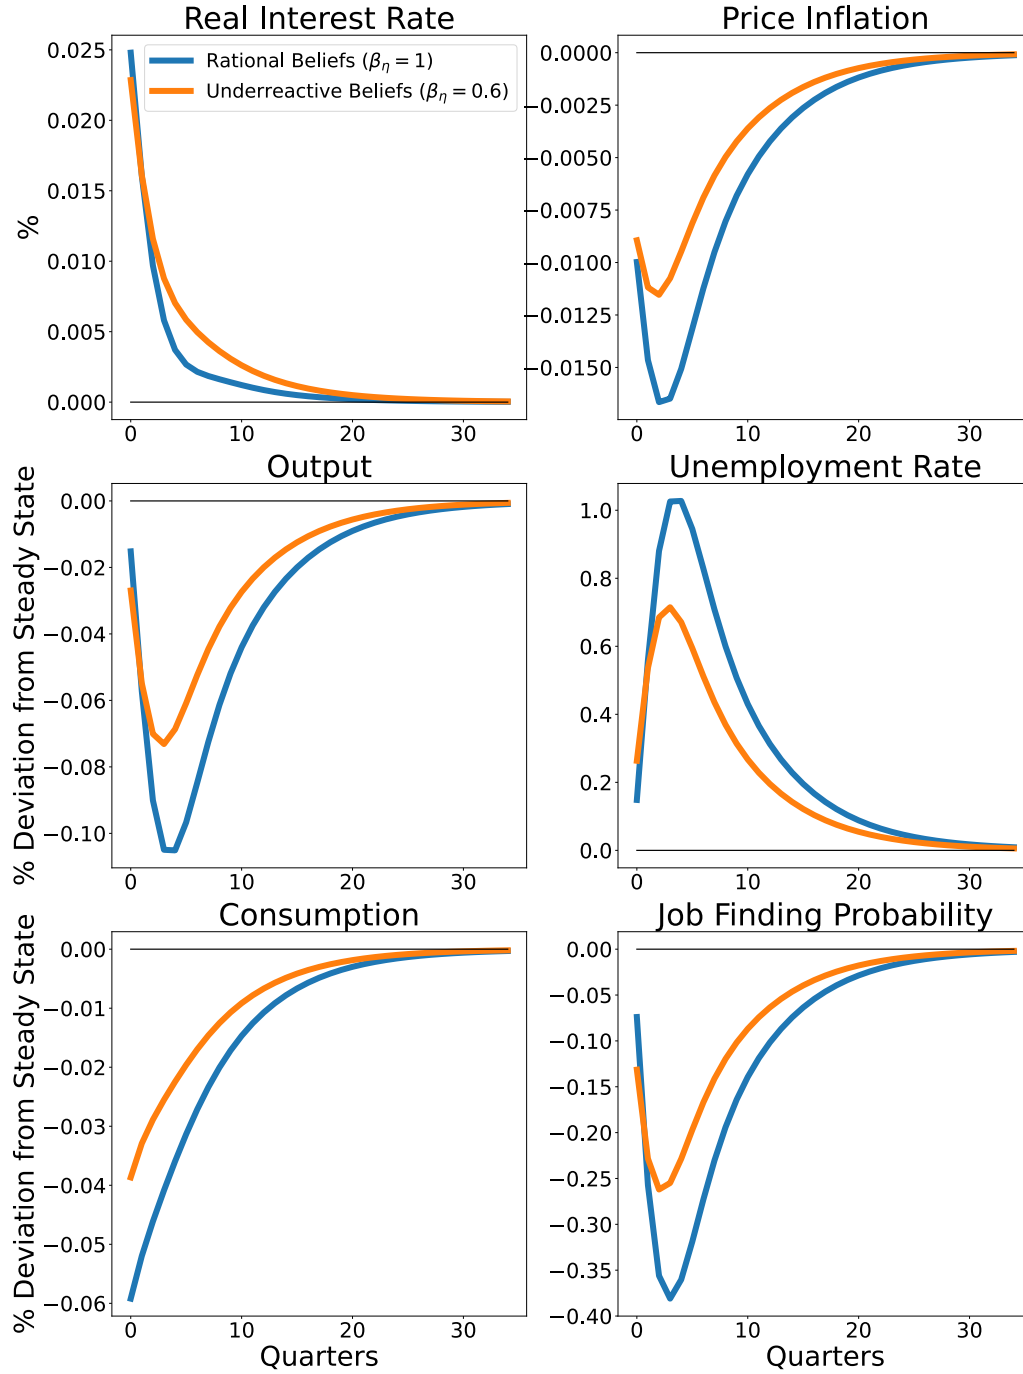 Real Interest Rate
Price Inflation
Rational Beliefs (βη = 1)
Underreactive Beliefs (βη = 0.6)
%
0.025
0.020
0.015
0.010
0.005
0.000
0 10 20 30
0.0000
−0.0025
−0.0050
−0.0075
−0.0100
−0.0125
−0.0150
0 10 20 30
Output
Unemployment Rate
% Deviation from Steady State
0.00
−0.02
−0.04
−0.06
−0.08
−0.10
0 10 20 30
1.0
0.8
0.6
0.4
0.2
0.0
0 10 20 30
Consumption
Job Finding Probability
% Deviation from Steady State
0.00
−0.01
−0.02
−0.03
−0.04
−0.05
−0.06
0 10 20 30
Quarters
0.00
−0.05
−0.10
−0.15
−0.20
−0.25
−0.30
−0.35
−0.40
0 10 20 30
Quarters